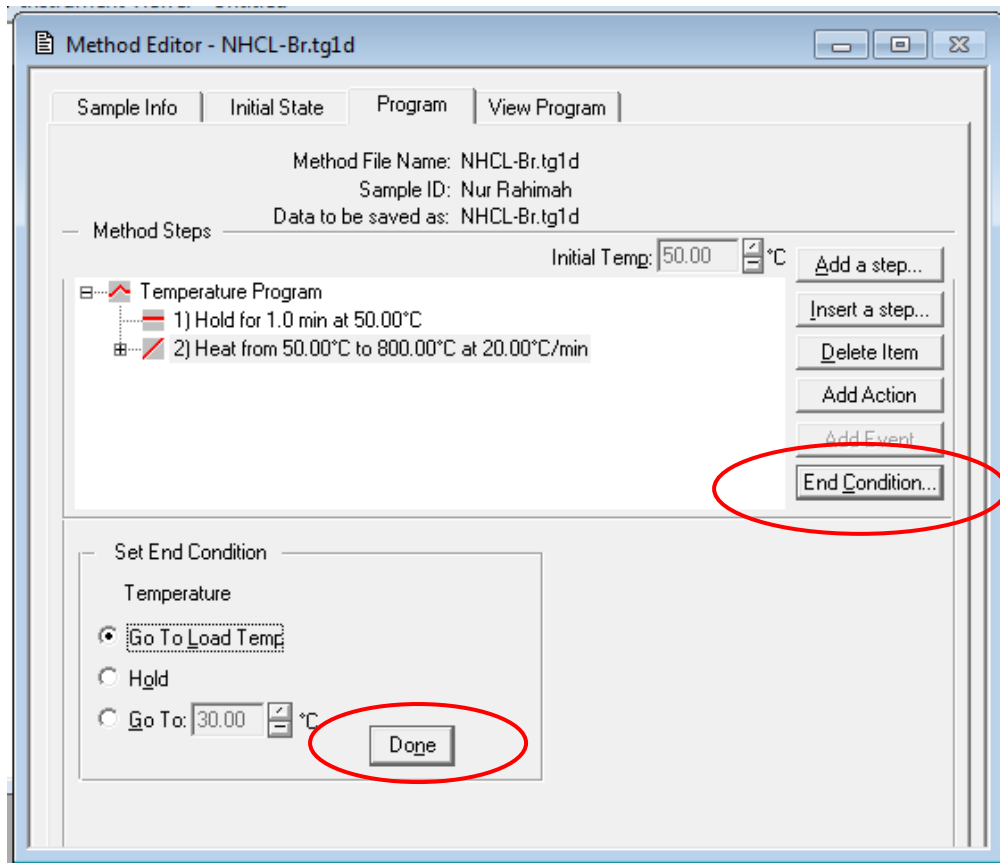 Method Editor - NHCL-Br.tg1d
Sample Info Initial State Program View Program
Method File Name: NHCL-Br.tg1d
Sample ID: Nur Rahimah
Data to be saved as: NHCL-Br.tg1d
Method Steps
Initial Temp: 50.00 °C
Add a step...
Temperature Program
1) Hold for 1.0 min at 50.00°C
Insert a step...
2) Heat from 50.00°C to 800.00°C at 20.00°C/min
Delete Item
Add Action
Add Event
End Condition...
Set End Condition
Temperature
Go To Load Temp
Hold
Go To: 30.00 °C
Done